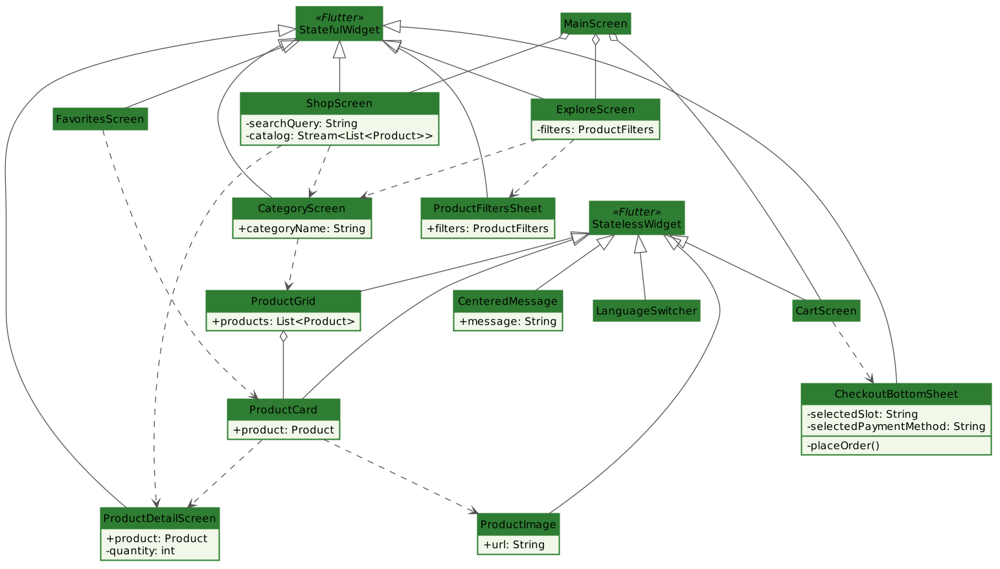 «Flutter»
StatefulWidget
MainScreen
ShopScreen
-searchQuery: String
-catalog: Stream<List<Product>>
ExploreScreen
-filters: ProductFilters
FavoritesScreen
CategoryScreen
+categoryName: String
ProductFiltersSheet
+filters: ProductFilters
«Flutter»
StatelessWidget
ProductGrid
+products: List<Product>
CenteredMessage
+message: String
LanguageSwitcher
CartScreen
ProductCard
+product: Product
CheckoutBottomSheet
-selectedSlot: String
-selectedPaymentMethod: String
-placeOrder()
ProductDetailScreen
+product: Product
-quantity: int
ProductImage
+url: String